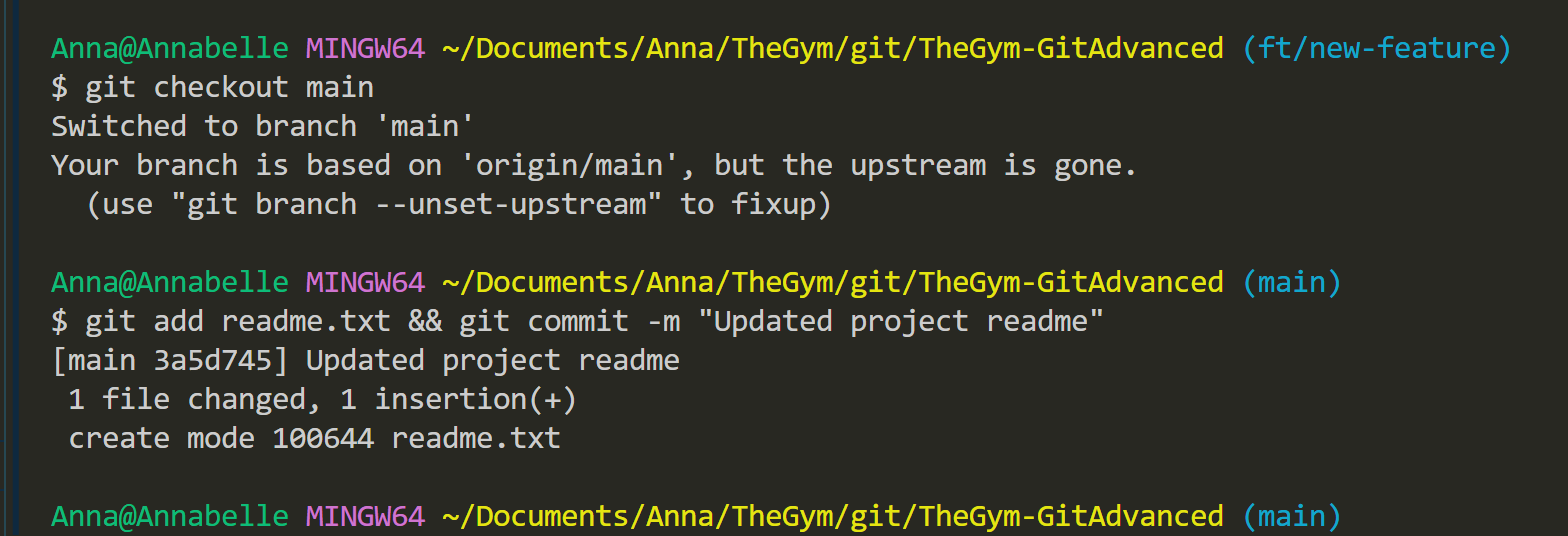 Anna@Annabelle MINGW64 ~/Documents/Anna/TheGym/git/TheGym-GitAdvanced (ft/new-feature)
$ git checkout main
Switched to branch 'main'
Your branch is based on 'origin/main', but the upstream is gone.
  (use "git branch --unset-upstream" to fixup)
Anna@Annabelle MINGW64 ~/Documents/Anna/TheGym/git/TheGym-GitAdvanced (main)
$ git add readme.txt && git commit -m "Updated project readme"
[main 3a5d745] Updated project readme
 1 file changed, 1 insertion(+)
 create mode 100644 readme.txt
Anna@Annabelle MINGW64 ~/Documents/Anna/TheGym/git/TheGym-GitAdvanced (main)